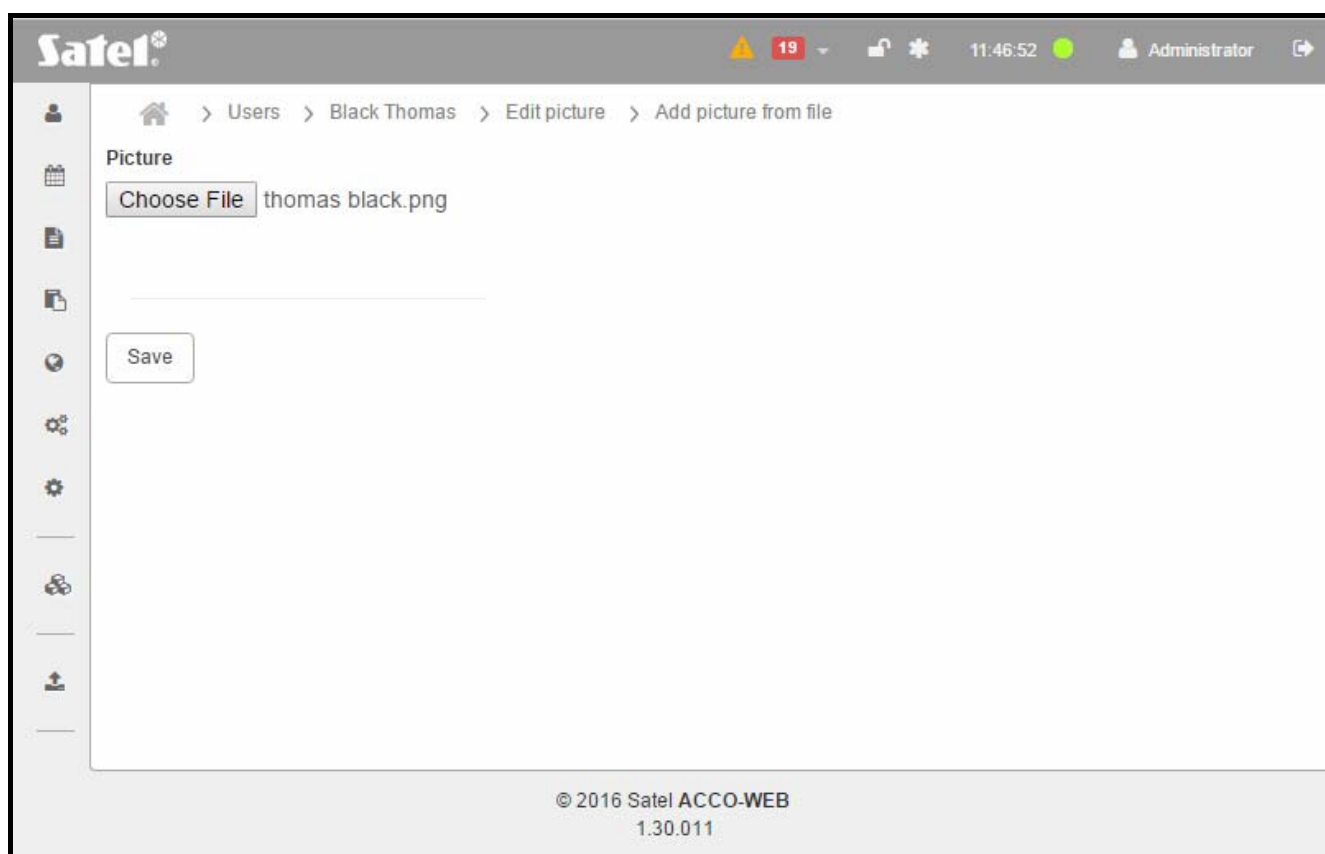 Satel®
19 11:46:52 Administrator
> Users > Black Thomas > Edit picture > Add picture from file
Picture
Choose File thomas black.png
Save
© 2016 Satel ACCO-WEB
1.30.011